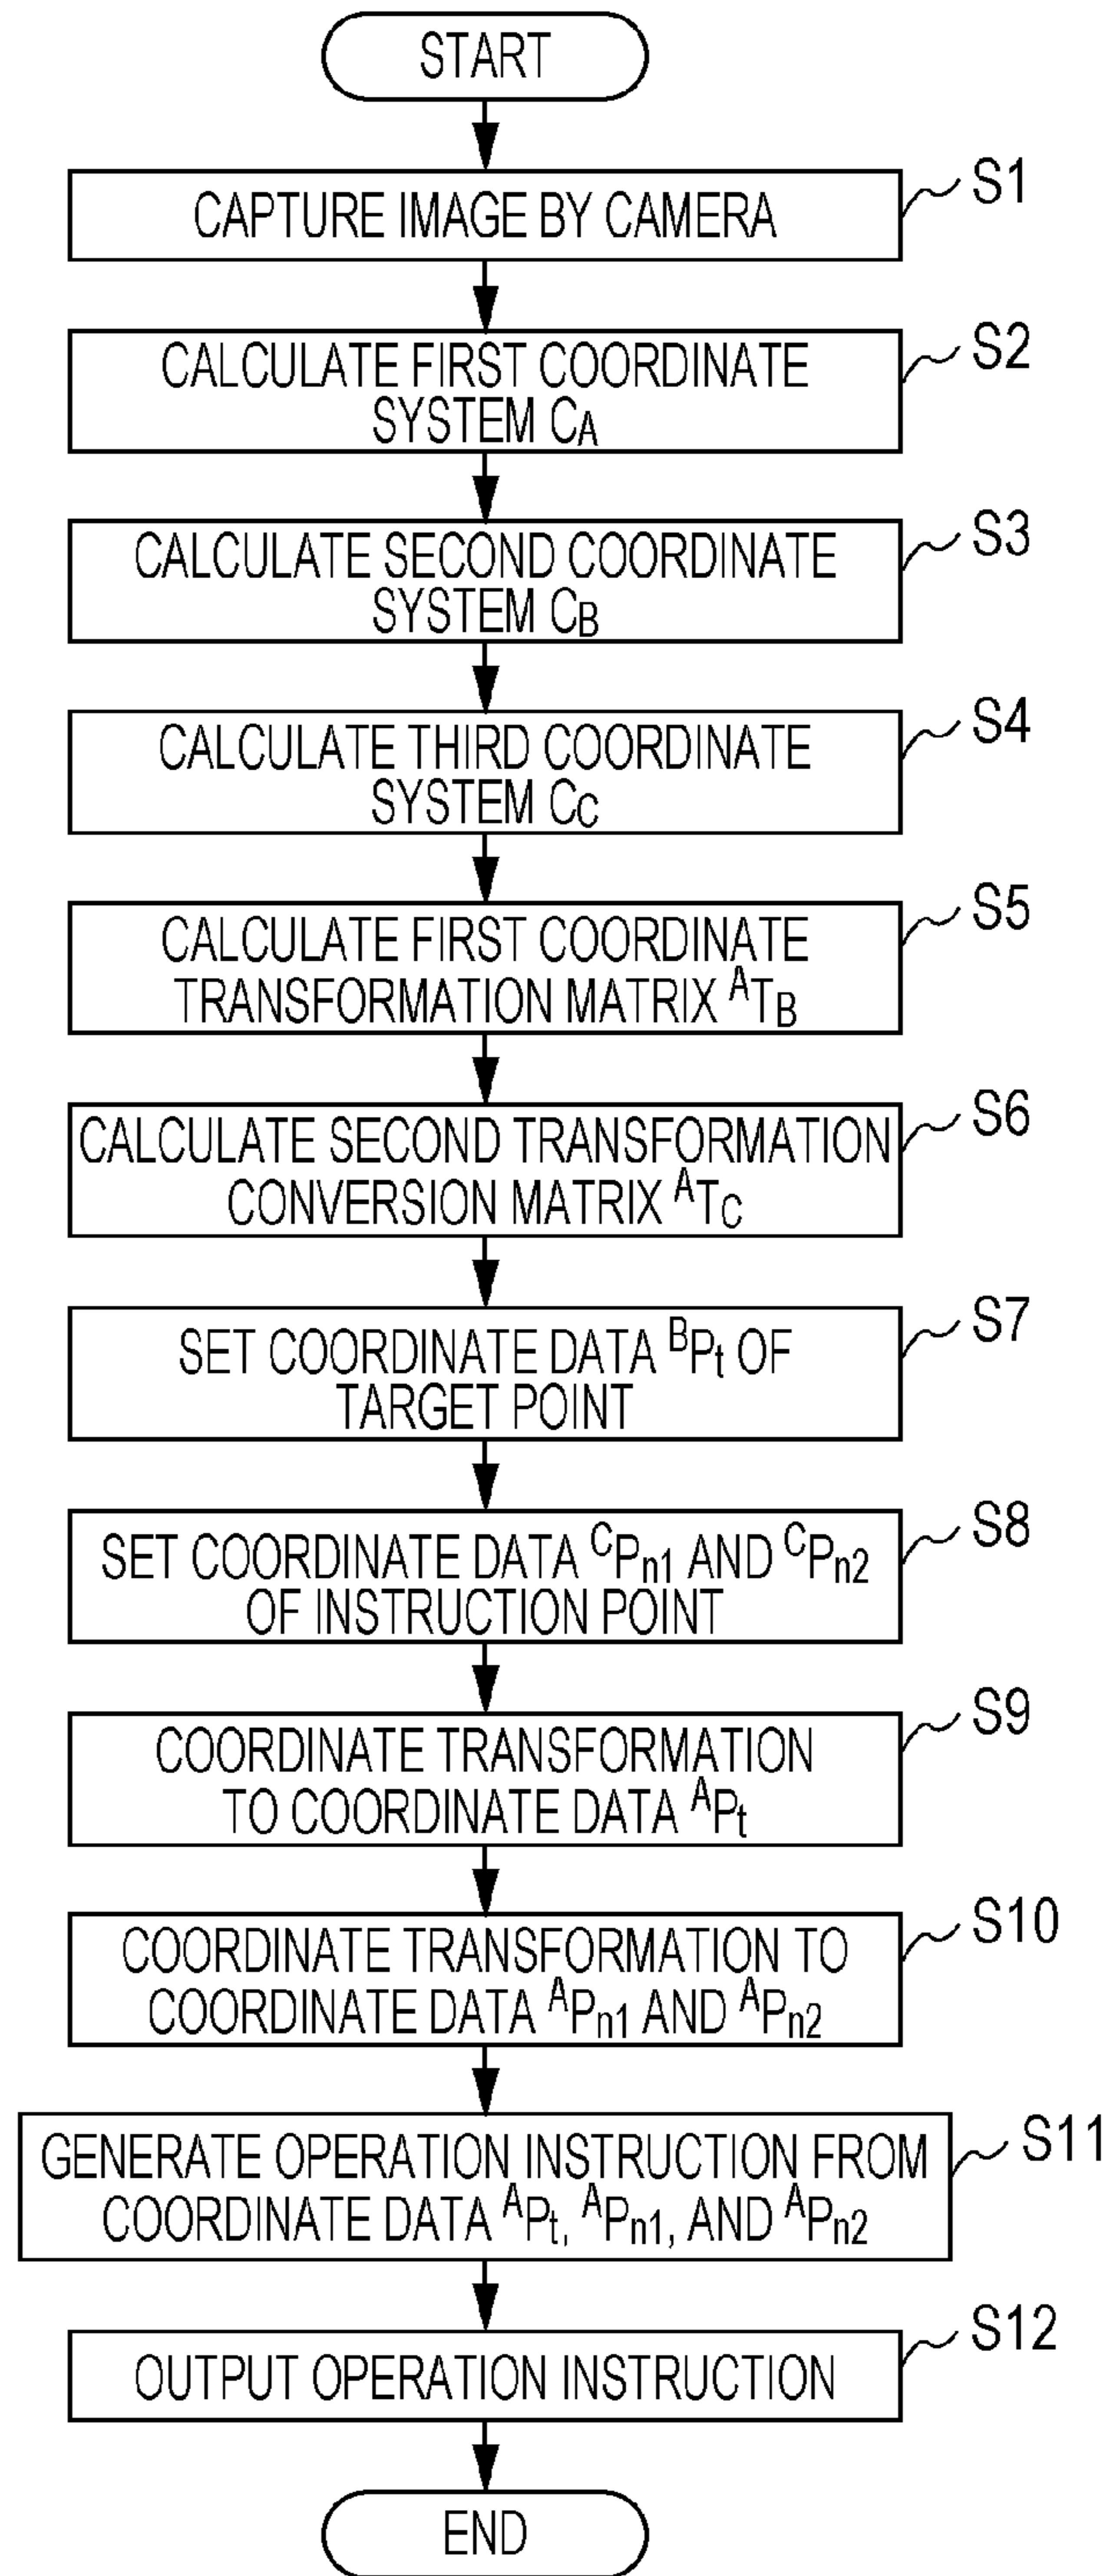 START
CAPTURE IMAGE BY CAMERA
S1
CALCULATE FIRST COORDINATE
SYSTEM CA
S2
CALCULATE SECOND COORDINATE
SYSTEM CB
S3
CALCULATE THIRD COORDINATE
SYSTEM CC
S4
CALCULATE FIRST COORDINATE
TRANSFORMATION MATRIX ATB
S5
CALCULATE SECOND TRANSFORMATION
CONVERSION MATRIX ATC
S6
SET COORDINATE DATA BPt OF
TARGET POINT
S7
SET COORDINATE DATA CPn1 AND CPn2
OF INSTRUCTION POINT
S8
COORDINATE TRANSFORMATION
TO COORDINATE DATA APt
S9
COORDINATE TRANSFORMATION TO
COORDINATE DATA APn1 AND APn2
S10
GENERATE OPERATION INSTRUCTION FROM
COORDINATE DATA APt, APn1, AND APn2
S11
OUTPUT OPERATION INSTRUCTION
S12
END